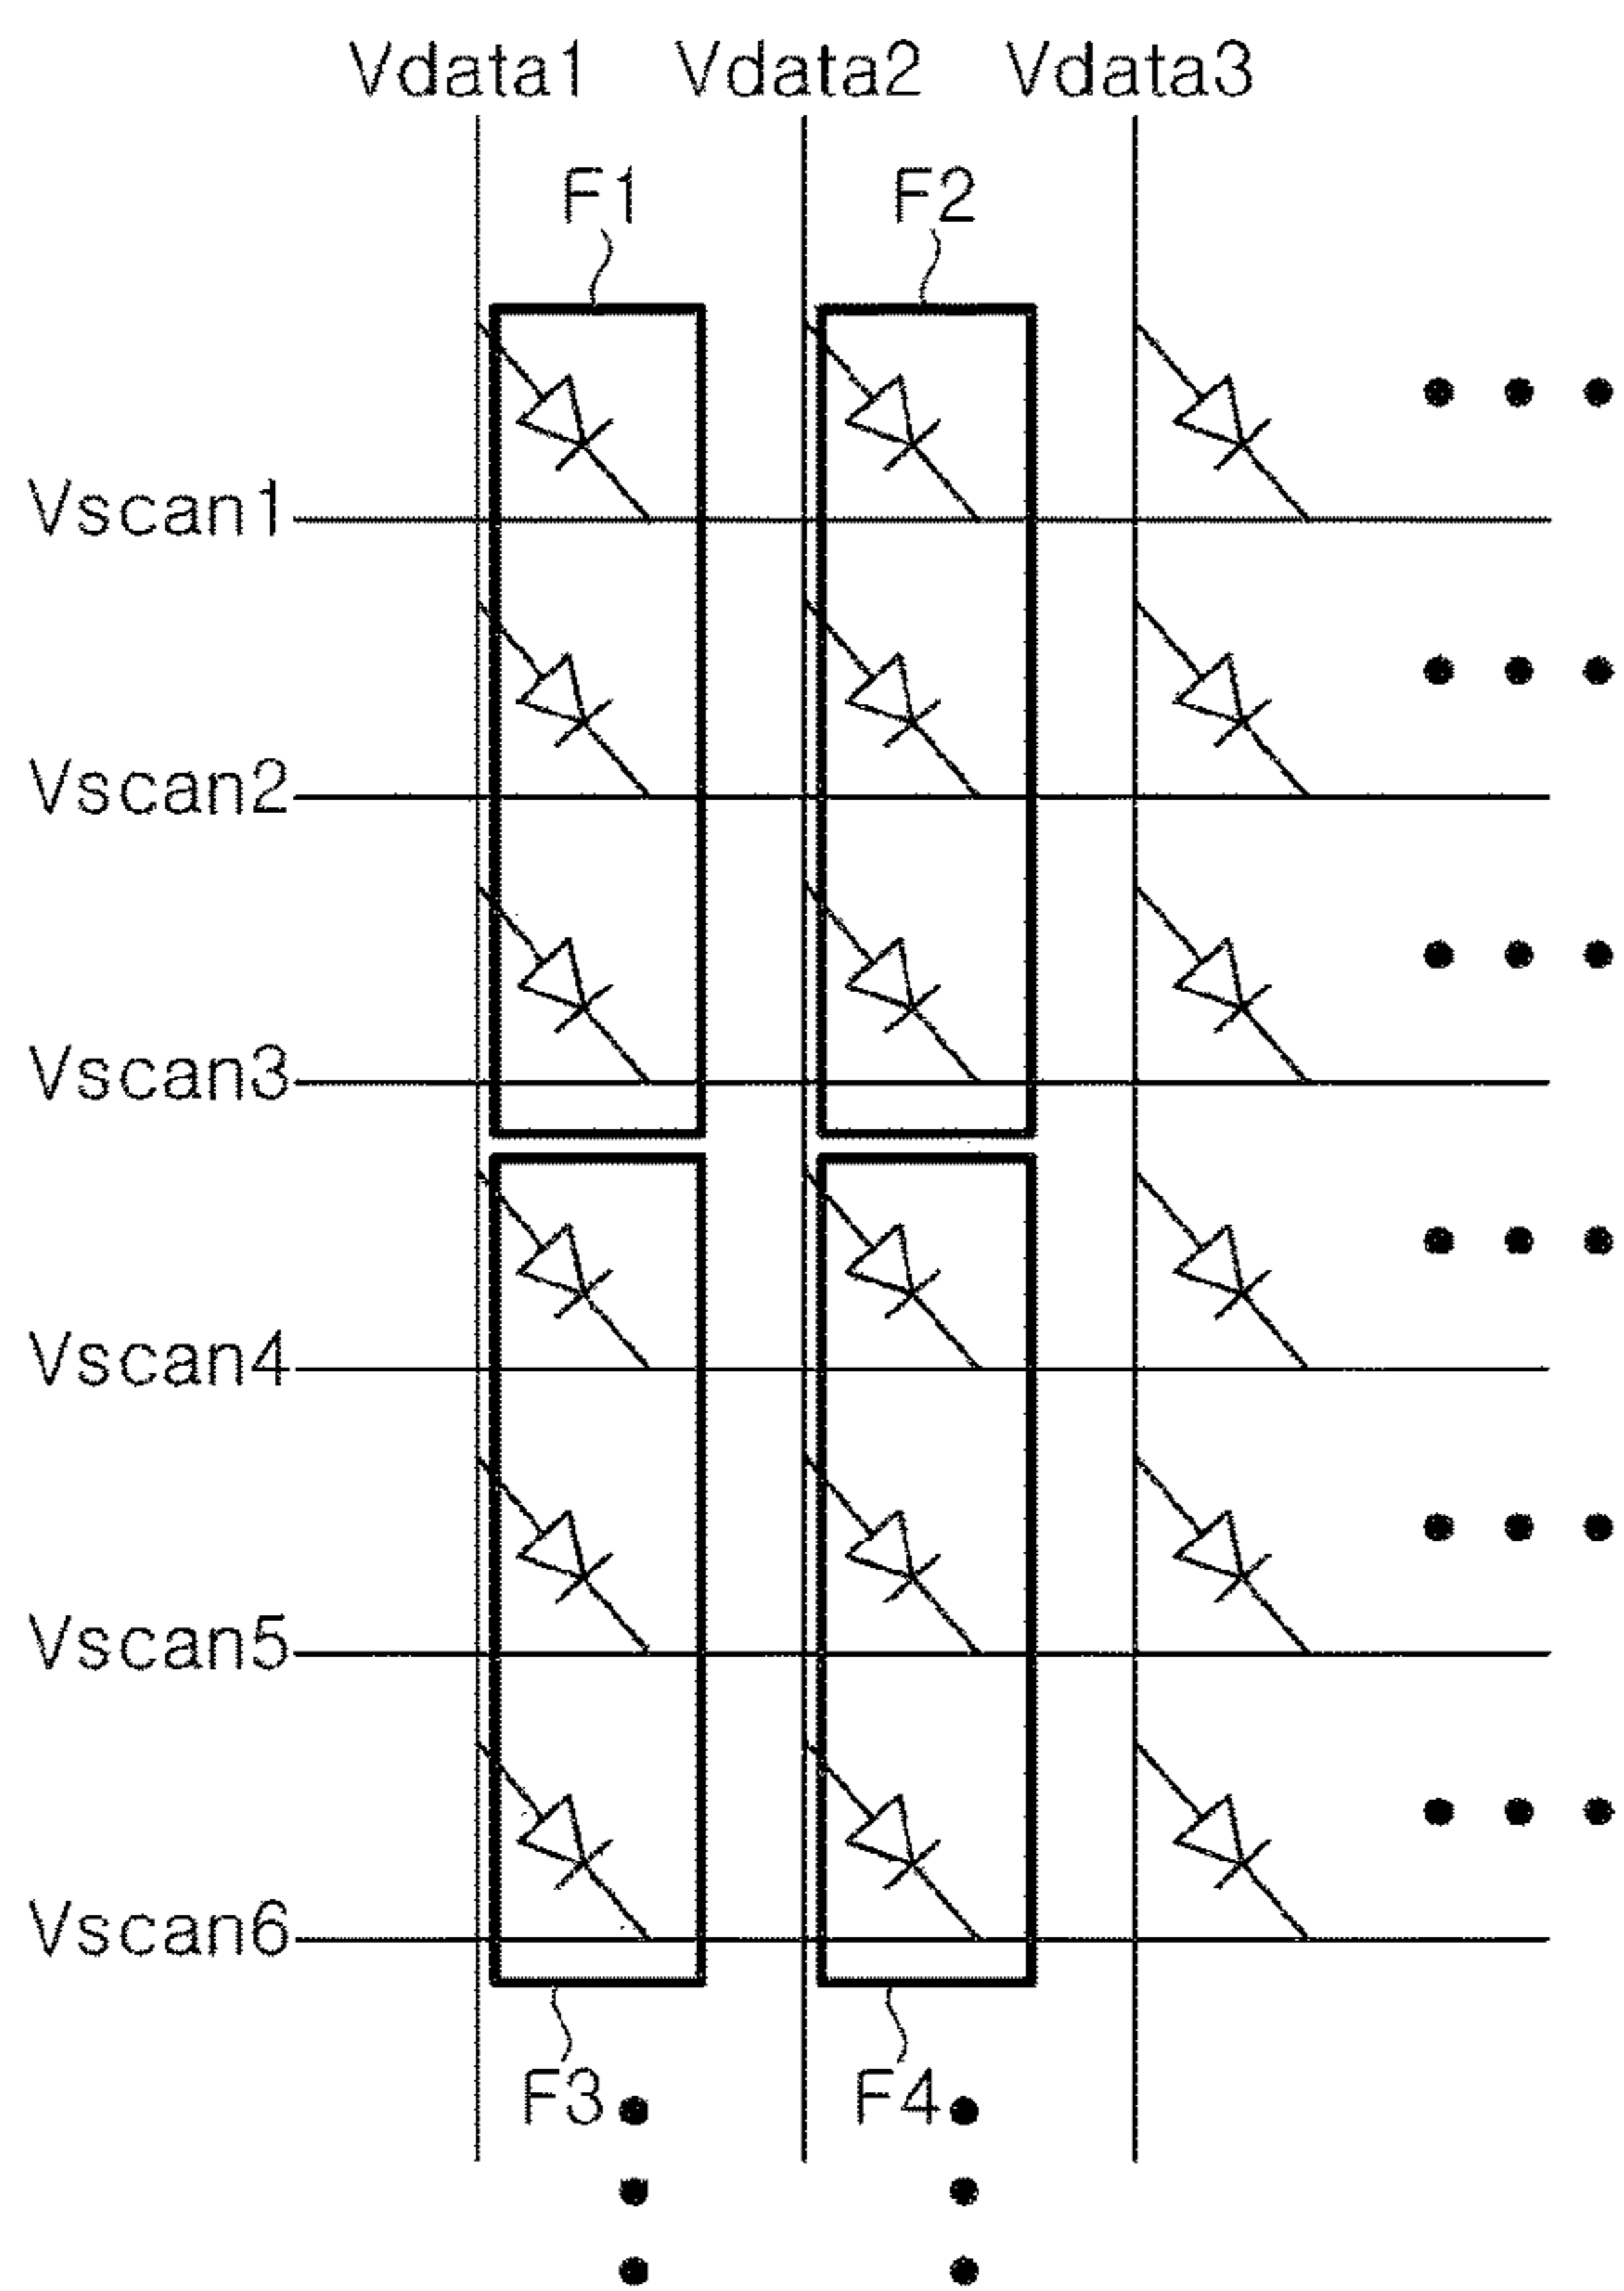 Vdata1 Vdata2 Vdata3
F1 F2
Vscan1
Vscan2
Vscan3
Vscan4
Vscan5
Vscan6
F3 F4